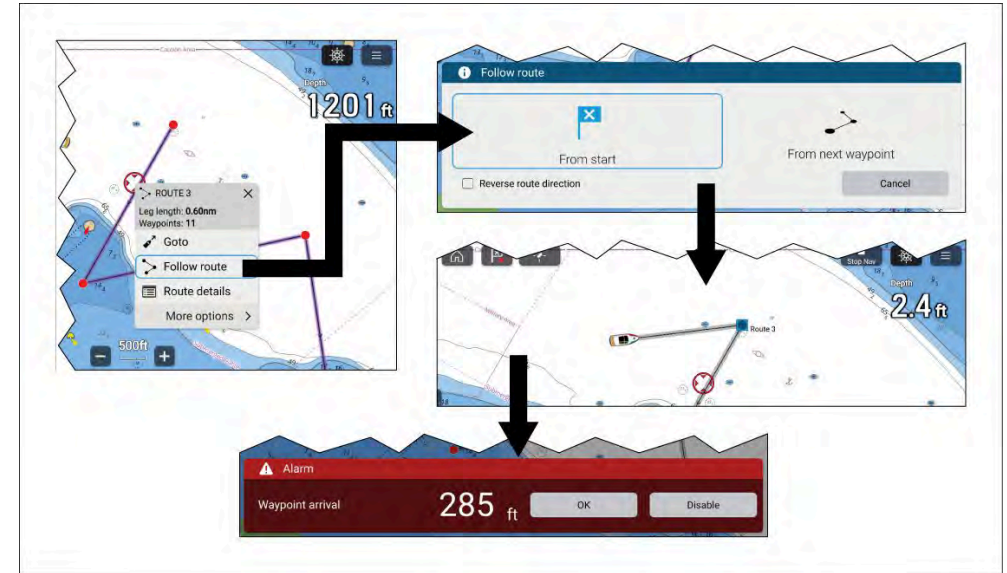 Depth
1201 ft
ROUTE 3
Leg length: 0.60nm
Waypoints: 11
Goto
Follow route
Route details
More options
500ft
Follow route
From start
From next waypoint
Reverse route direction
Cancel
Stop Nav
Depth
2.4 ft
Route 3
Alarm
Waypoint arrival
285 ft
OK
Disable